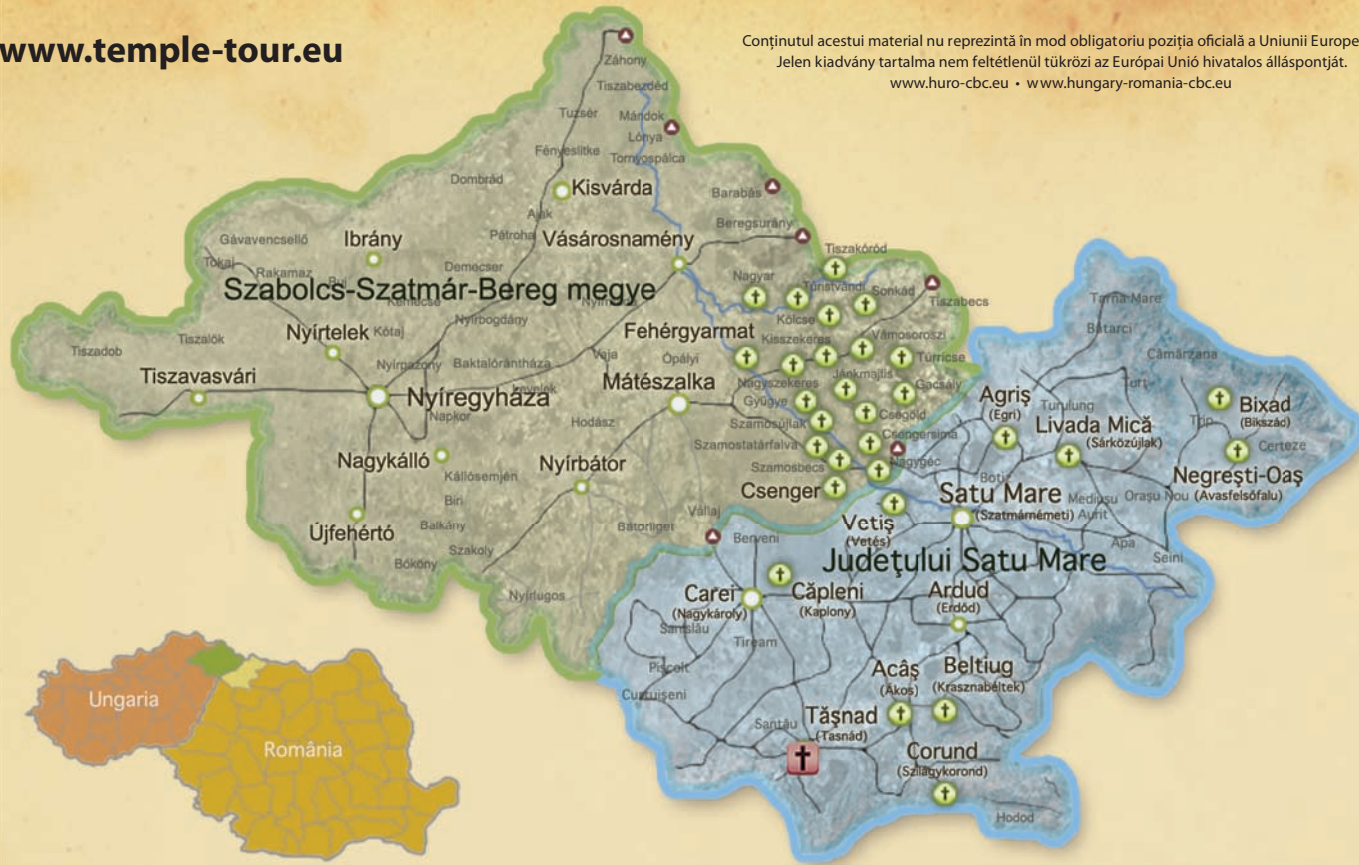 www.temple-tour.eu
Conținutul acestui material nu reprezintă în mod obligatoriu poziția oficială a Uniunii Europe
Jelen kiadvány tartalma nem feltétlenül tükrözi az Európai Unió hivatalos álláspontját.
www.huro-cbc.eu • www.hungary-romania-cbc.eu
Záhony
Tiszabezdéd
Tuzsér
Mándok
Lónya
Fényeslitke
Tornyospálca
Dombrád
Kisvárda
Barabás
Ajak
Beregsurány
Gávavencsellő
Ibrány
Pátroha
Vásárosnamény
Tiszakóród
Tokaj
Rakamaz
Buj
Demecser
Nagyar
Túristvándi
Sonkád
Szabolcs-Szatmár-Bereg megye
Tiszabecs
Kemecse
Nyírmada
Kölcse
Nyírtelek
Kótaj
Nyírbogdány
Fehérgyarmat
Kisszekeres
Vámosoroszi
Tiszadob
Tiszalök
Nyírpazony
Baktalórántháza
Vaja
Ópályi
Túrricse
Tiszavasvári
Mátészalka
Nagyszekeres
Jánkmajtis
Gacsály
Nyíregyháza
Levelek
Gyügye
Napkor
Hodász
Szamosújlak
Csegöld
Nagykálló
Nyírbátor
Szamostatárfalva
Csengersima
Kállósemjén
Szamosbecs
Nagygéc
Biri
Csenger
Újfehértó
Balkány
Bátorliget
Vállaj
Szakoly
Bököny
Nyírlugos
Tarna Mare
Bătarci
Cămărzana
Turț
Agriș
(Egri)
Turulung
Livada Mică
(Sárközújlak)
Trip
Bixad
(Bikszád)
Certeze
Negrești-Oaș
(Avasfelsőfalu)
Botiz
Satu Mare
(Szatmárnémeti)
Medieșu
Aurit
Orașu Nou
Vetiș
(Vetés)
Apa
Seini
Berveni
Județului Satu Mare
Carei
(Nagykároly)
Căpleni
(Kaplony)
Ardud
(Erdőd)
Sanislău
Tiream
Pișcolt
Acâș
(Ákos)
Beltiug
(Krasznabéltek)
Santău
Tășnad
(Tasnád)
Corund
(Szilágykorond)
Hodod
Ungaria
România